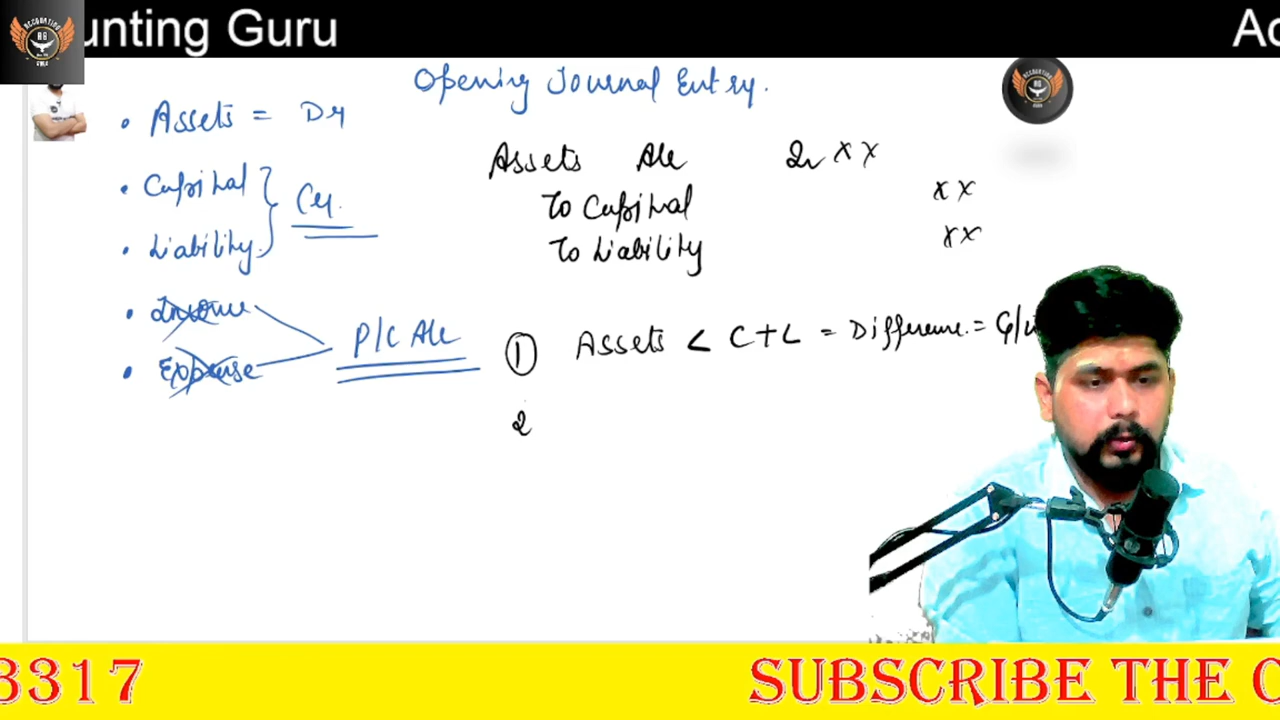 unting Guru
Ac
Opening Journal Entry.
• Assets = Dr
• Capital
• Liability.
Cr.
• Income
• Expense
P/L A/c
Assets A/c Dr XX
To Capital XX
To Liability XX
① Assets < C+L = Difference = G/
2
3317
SUBSCRIBE THE C